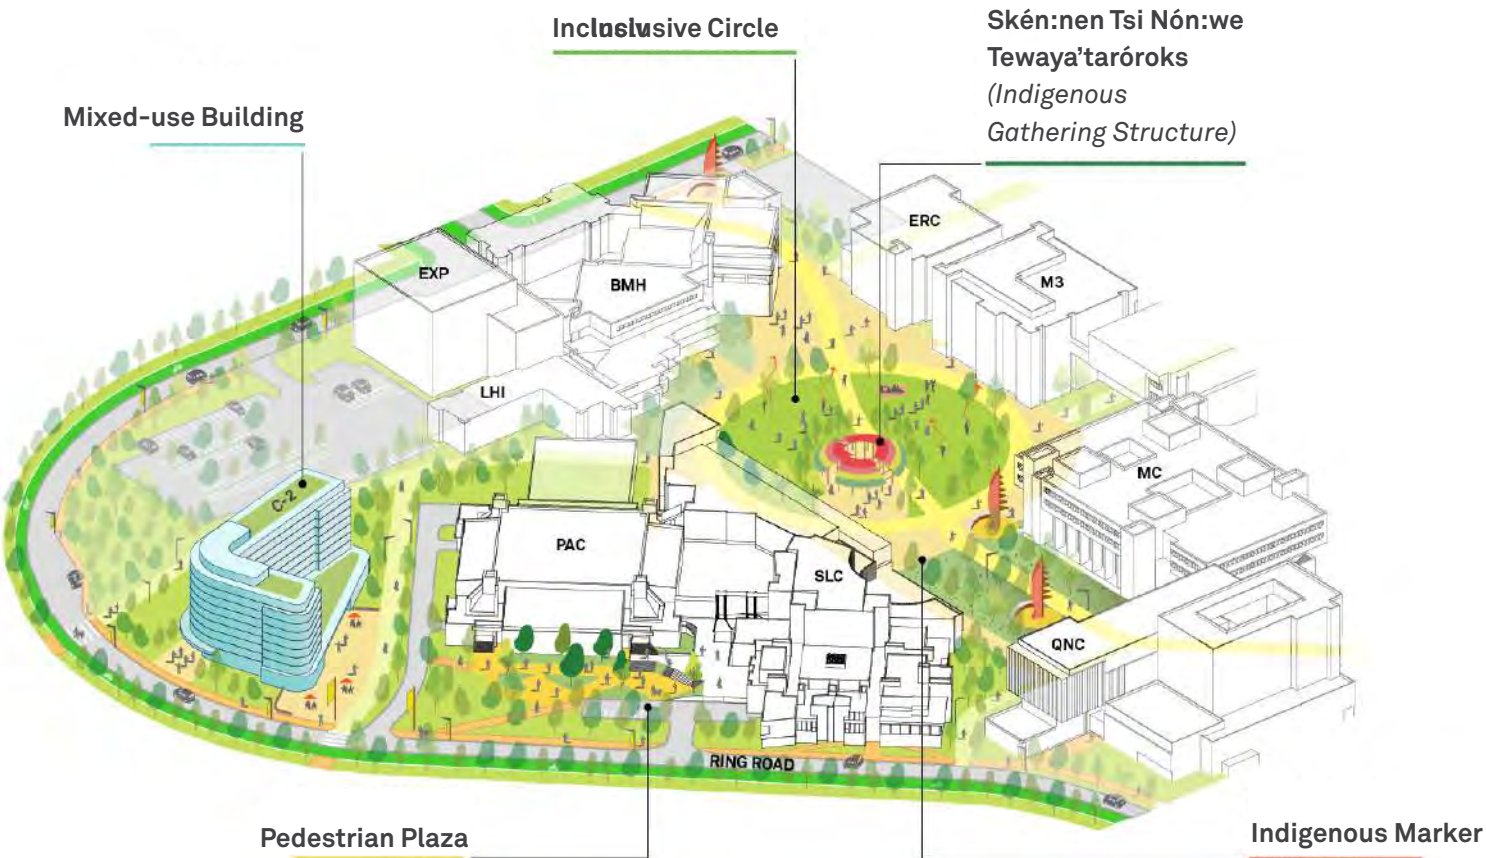 Inclusive Circle
Skén:nen Tsi Nón:we
Tewaya'taróroks
(Indigenous
Gathering Structure)
Mixed-use Building
ERC
EXP
M3
BMH
LHI
MC
C-2
PAC
SLC
QNC
RING ROAD
Pedestrian Plaza
Indigenous Marker